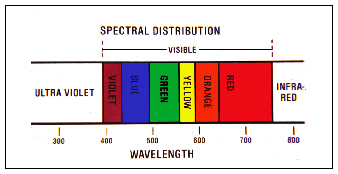 SPECTRAL DISTRIBUTION
VISIBLE
ULTRA VIOLET
VIOLET
BLUE
GREEN
YELLOW
ORANGE
RED
INFRA-
RED
300 400 500 600 700 800
WAVELENGTH